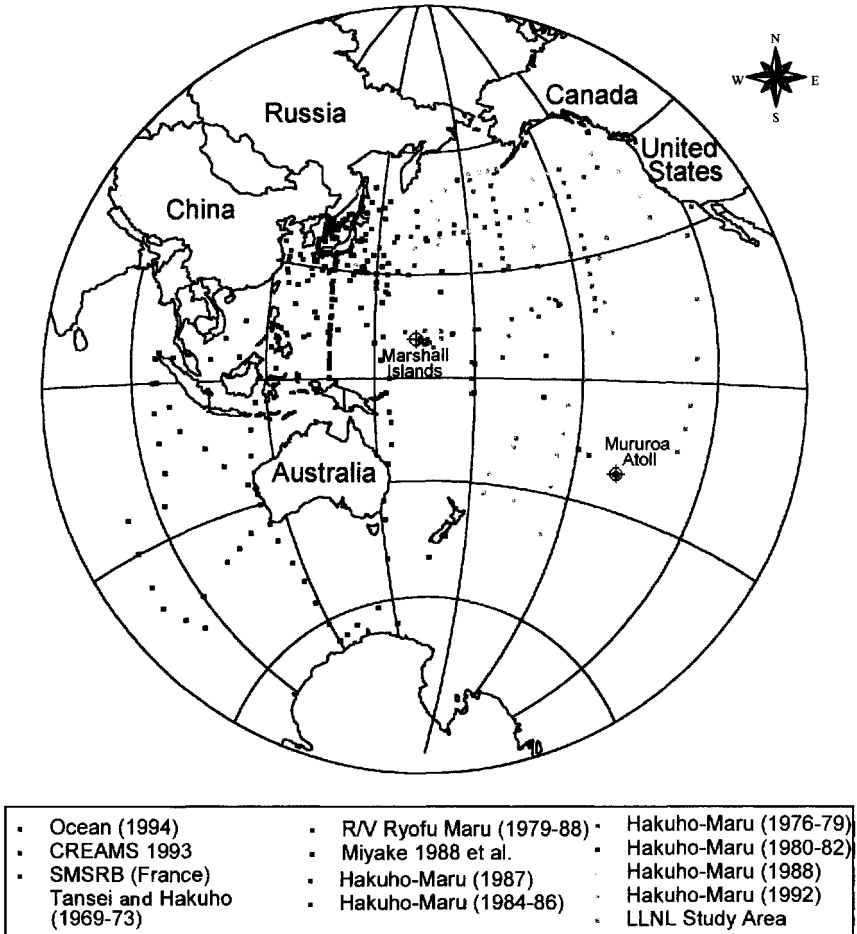 N
W E
S
Russia
Canada
United
States
China
Marshall
Islands
Mururoa
Atoll
Australia
Ocean (1994)
CREAMS 1993
SMSRB (France)
Tansei and Hakuho
(1969-73)
R/V Ryofu Maru (1979-88)
Miyake 1988 et al.
Hakuho-Maru (1987)
Hakuho-Maru (1984-86)
Hakuho-Maru (1976-79)
Hakuho-Maru (1980-82)
Hakuho-Maru (1988)
Hakuho-Maru (1992)
LLNL Study Area